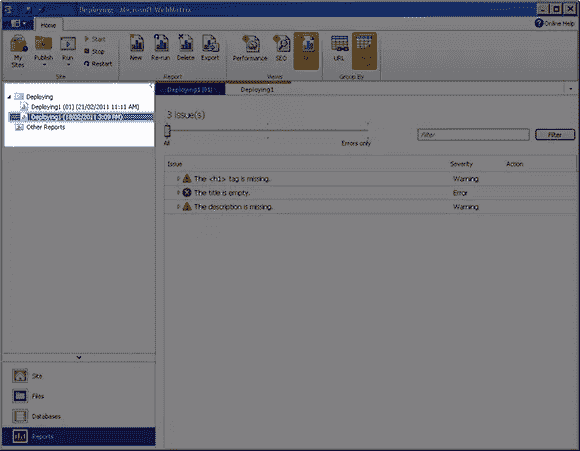 Deploying - Microsoft WebMatrix
Home
Online Help
My Sites
Publish
Run
Start
Stop
Restart
Site
New
Re-run
Delete
Export
Report
Performance
SEO
Views
URL
Group By
Deploying
Deploying1 (01) (21/02/2011 11:11 AM)
Deploying1 (18/02/2011 3:09 PM)
Other Reports
Deploying1 (01)
Deploying1
3 issue(s)
All
Errors only
Filter
Filter
Issue
Severity
Action
The <h1> tag is missing.
Warning
The title is empty.
Error
The description is missing.
Warning
Site
Files
Databases
Reports